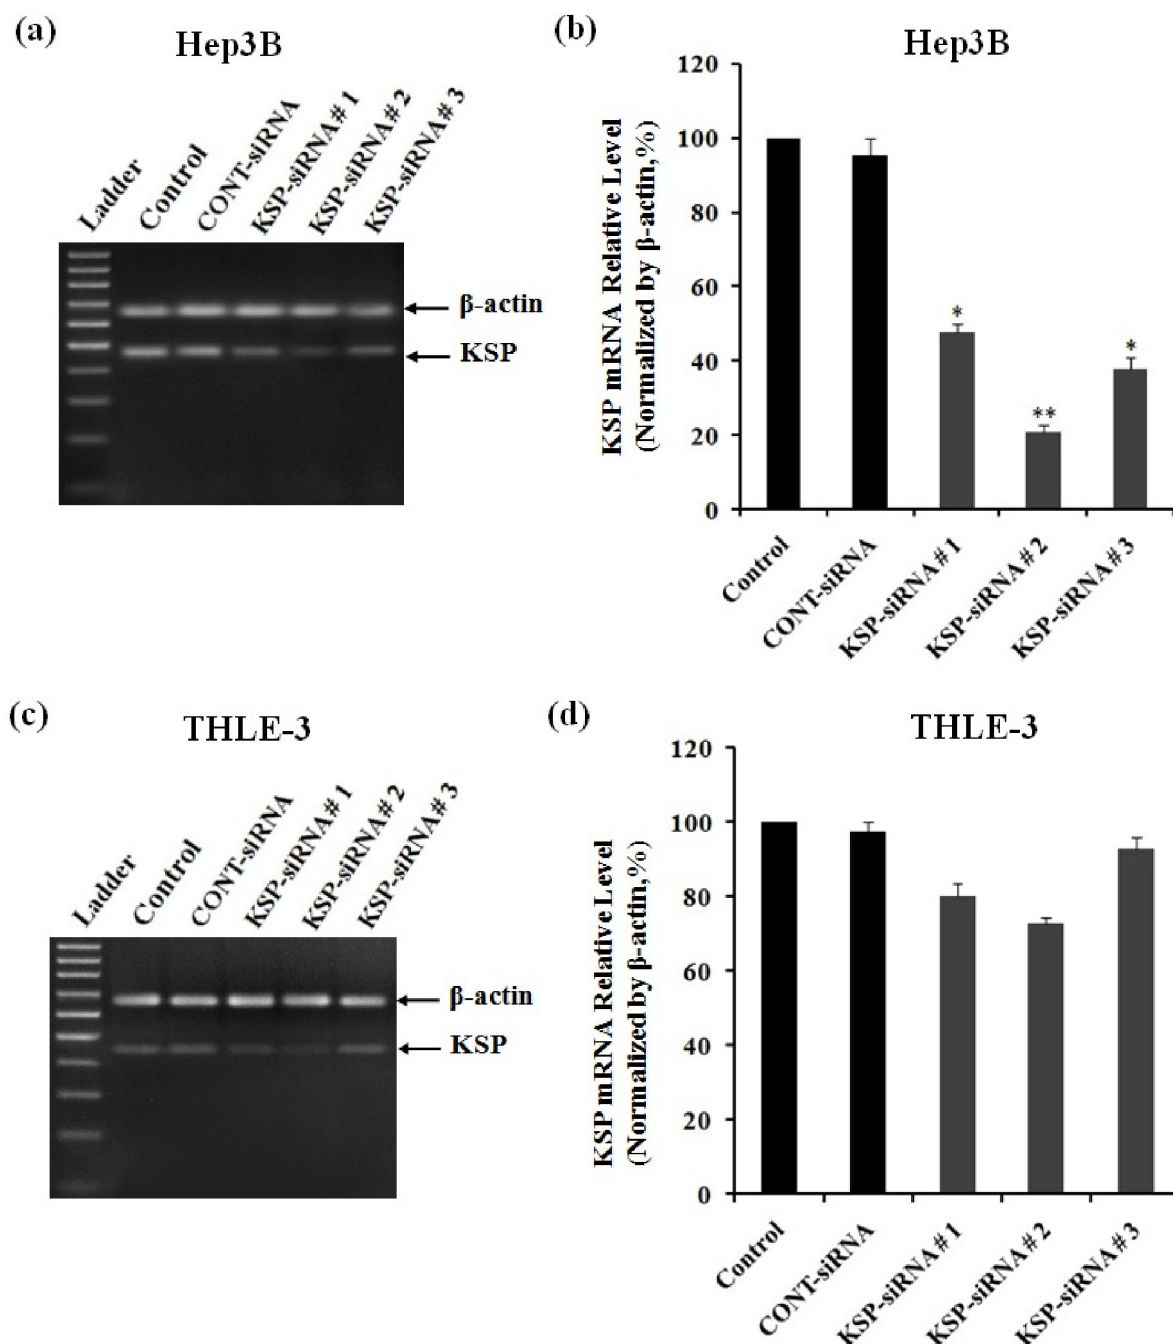 (a)
Hep3B
Ladder
Control
CONT-siRNA
KSP-siRNA#1
KSP-siRNA#2
KSP-siRNA#3
β-actin
KSP
(b)
Hep3B
KSP mRNA Relative Level
(Normalized by β-actin,%)
120
100
80
60
40
20
0
*
**
*
Control
CONT-siRNA
KSP-siRNA#1
KSP-siRNA#2
KSP-siRNA#3
(c)
THLE-3
Ladder
Control
CONT-siRNA
KSP-siRNA#1
KSP-siRNA#2
KSP-siRNA#3
β-actin
KSP
(d)
THLE-3
KSP mRNA Relative Level
(Normalized by β-actin,%)
120
100
80
60
40
20
0
Control
CONT-siRNA
KSP-siRNA#1
KSP-siRNA#2
KSP-siRNA#3